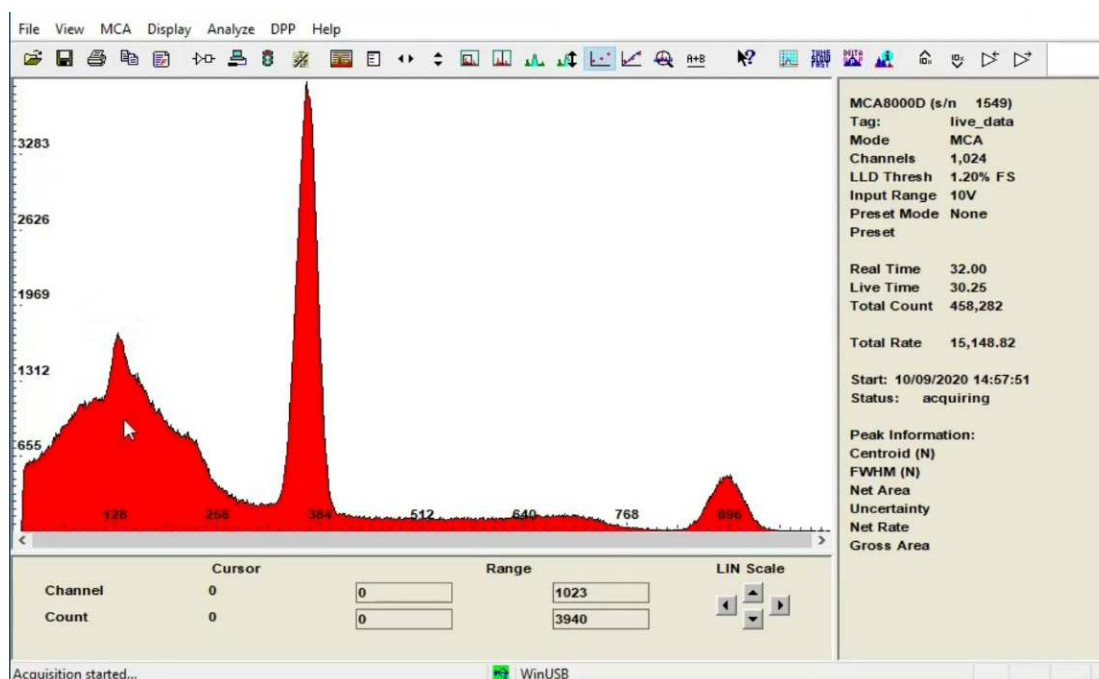 File View MCA Display Analyze DPP Help
A+B
3283
2626
1969
1312
655
128 256 384 512 640 768 896
MCA8000D (s/n 1549)
Tag: live_data
Mode MCA
Channels 1,024
LLD Thresh 1.20% FS
Input Range 10V
Preset Mode None
Preset
Real Time 32.00
Live Time 30.25
Total Count 458,282
Total Rate 15,148.82
Start: 10/09/2020 14:57:51
Status: acquiring
Peak Information:
Centroid (N)
FWHM (N)
Net Area
Uncertainty
Net Rate
Gross Area
Cursor Range LIN Scale
Channel 0 0 1023
Count 0 0 3940
Acquisition started... WinUSB